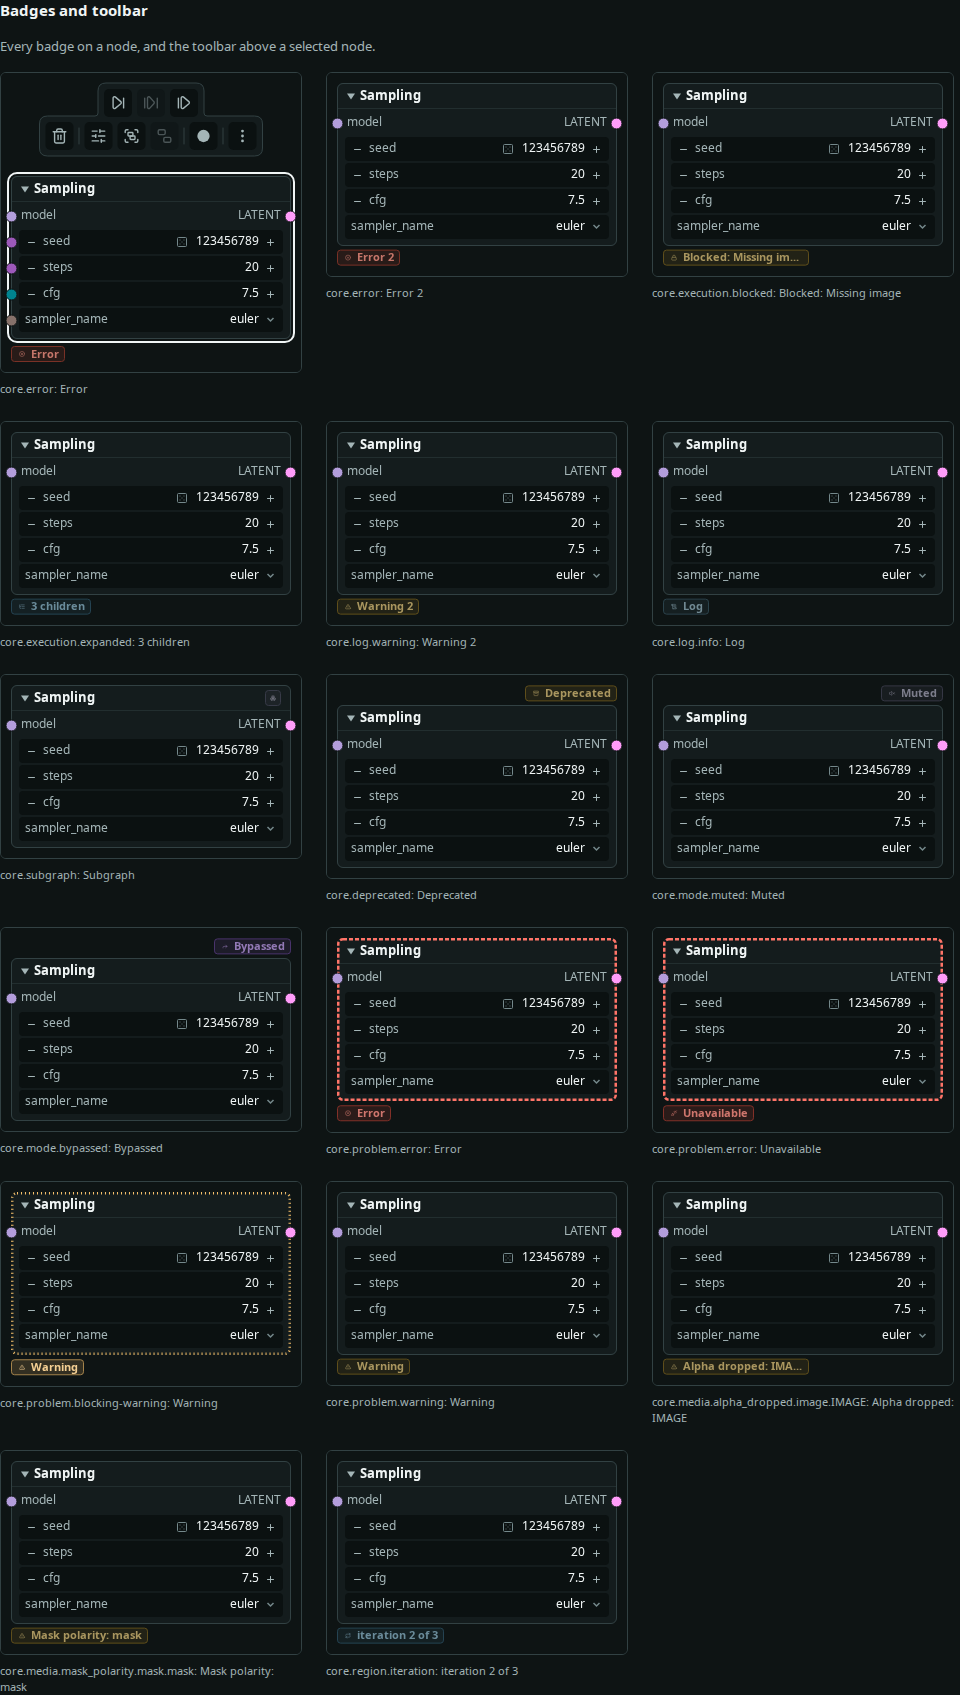 Badges and toolbar
Every badge on a node, and the toolbar above a selected node.
Sampling
model LATENT
seed 123456789
steps 20
cfg 7.5
sampler_name euler
Error
core.error: Error
Sampling
model LATENT
seed 123456789
steps 20
cfg 7.5
sampler_name euler
Error 2
core.error: Error 2
Sampling
model LATENT
seed 123456789
steps 20
cfg 7.5
sampler_name euler
Blocked: Missing im...
core.execution.blocked: Blocked: Missing image
Sampling
model LATENT
seed 123456789
steps 20
cfg 7.5
sampler_name euler
3 children
core.execution.expanded: 3 children
Sampling
model LATENT
seed 123456789
steps 20
cfg 7.5
sampler_name euler
Warning 2
core.log.warning: Warning 2
Sampling
model LATENT
seed 123456789
steps 20
cfg 7.5
sampler_name euler
Log
core.log.info: Log
Sampling
model LATENT
seed 123456789
steps 20
cfg 7.5
sampler_name euler
core.subgraph: Subgraph
Deprecated
Sampling
model LATENT
seed 123456789
steps 20
cfg 7.5
sampler_name euler
core.deprecated: Deprecated
Muted
Sampling
model LATENT
seed 123456789
steps 20
cfg 7.5
sampler_name euler
core.mode.muted: Muted
Bypassed
Sampling
model LATENT
seed 123456789
steps 20
cfg 7.5
sampler_name euler
core.mode.bypassed: Bypassed
Sampling
model LATENT
seed 123456789
steps 20
cfg 7.5
sampler_name euler
Error
core.problem.error: Error
Sampling
model LATENT
seed 123456789
steps 20
cfg 7.5
sampler_name euler
Unavailable
core.problem.error: Unavailable
Sampling
model LATENT
seed 123456789
steps 20
cfg 7.5
sampler_name euler
Warning
core.problem.blocking-warning: Warning
Sampling
model LATENT
seed 123456789
steps 20
cfg 7.5
sampler_name euler
Warning
core.problem.warning: Warning
Sampling
model LATENT
seed 123456789
steps 20
cfg 7.5
sampler_name euler
Alpha dropped: IMA...
core.media.alpha_dropped.image.IMAGE: Alpha dropped:
IMAGE
Sampling
model LATENT
seed 123456789
steps 20
cfg 7.5
sampler_name euler
Mask polarity: mask
core.media.mask_polarity.mask.mask: Mask polarity:
mask
Sampling
model LATENT
seed 123456789
steps 20
cfg 7.5
sampler_name euler
iteration 2 of 3
core.region.iteration: iteration 2 of 3